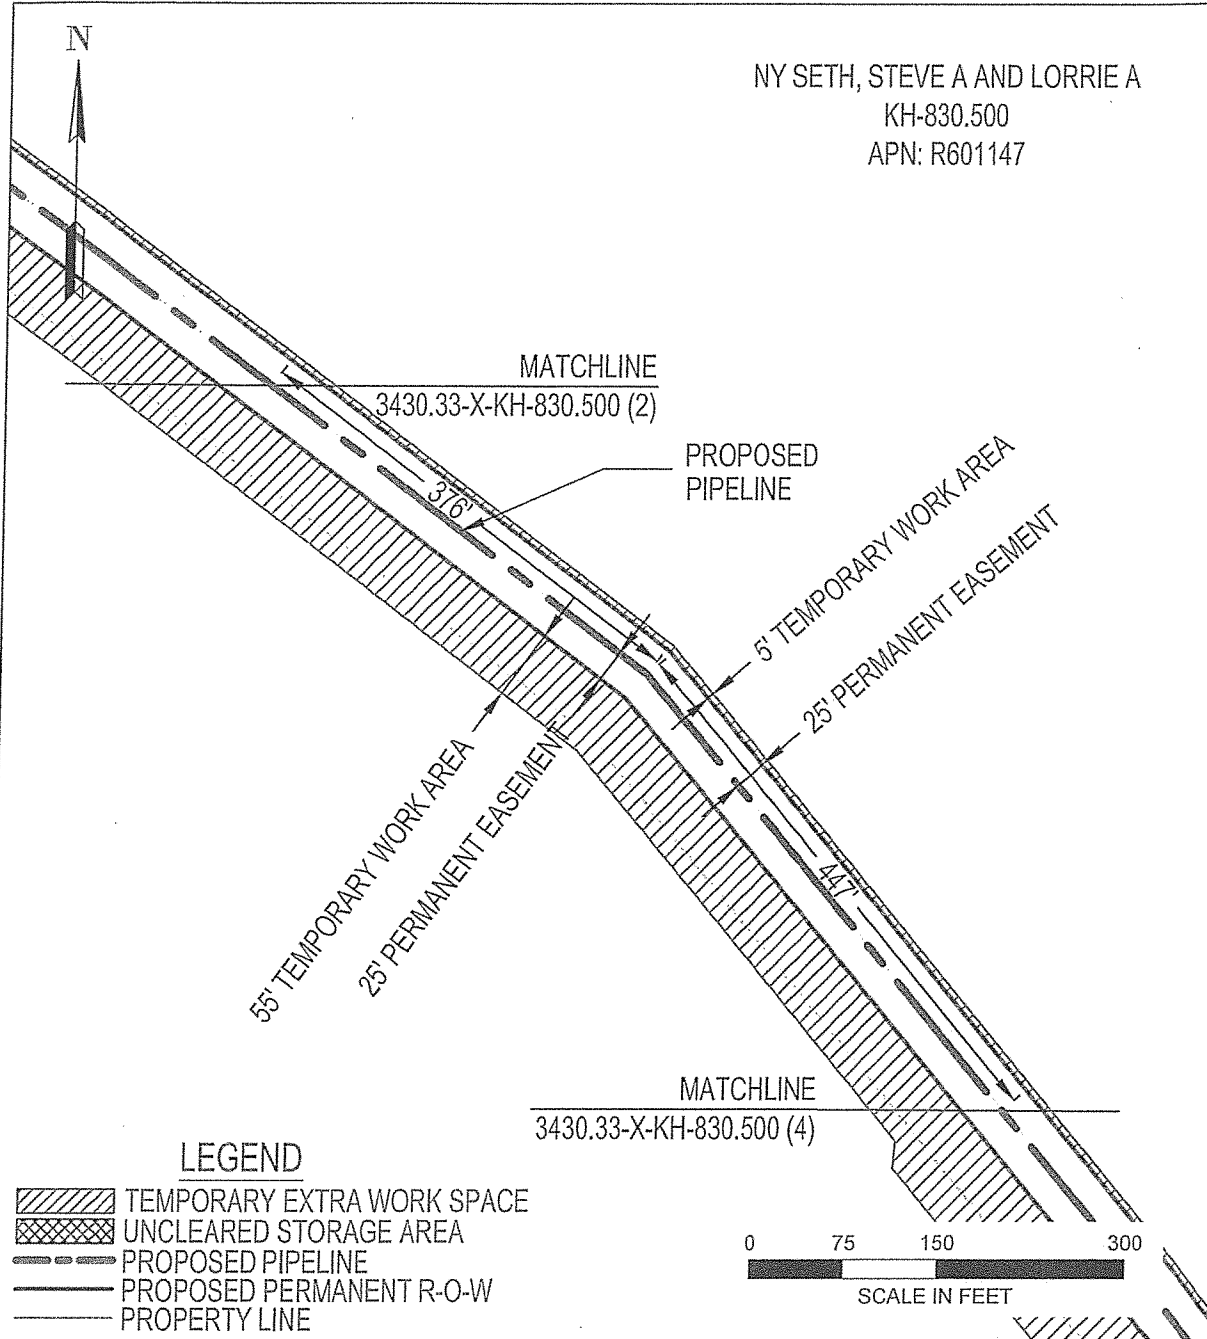 N
NY SETH, STEVE A AND LORRIE A
KH-830.500
APN: R601147
MATCHLINE
3430.33-X-KH-830.500 (2)
PROPOSED
PIPELINE
376'
5' TEMPORARY WORK AREA
25' PERMANENT EASEMENT
55' TEMPORARY WORK AREA
25' PERMANENT EASEMENT
447'
MATCHLINE
3430.33-X-KH-830.500 (4)
LEGEND
TEMPORARY EXTRA WORK SPACE
UNCLEARED STORAGE AREA
PROPOSED PIPELINE
PROPOSED PERMANENT R-O-W
PROPERTY LINE
0 75 150 300
SCALE IN FEET